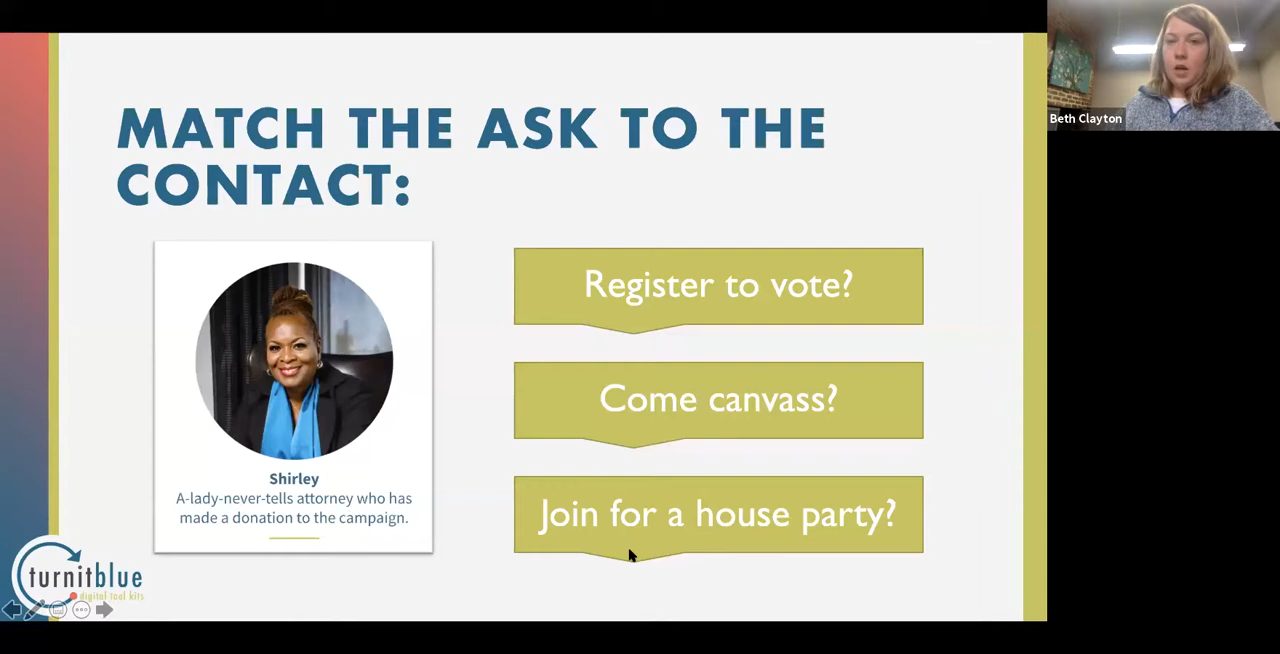 MATCH THE ASK TO THE
CONTACT:
Shirley
A-lady-never-tells attorney who has
made a donation to the campaign.
Register to vote?
Come canvass?
Join for a house party?
turnitblue
digital tool kits
Beth Clayton